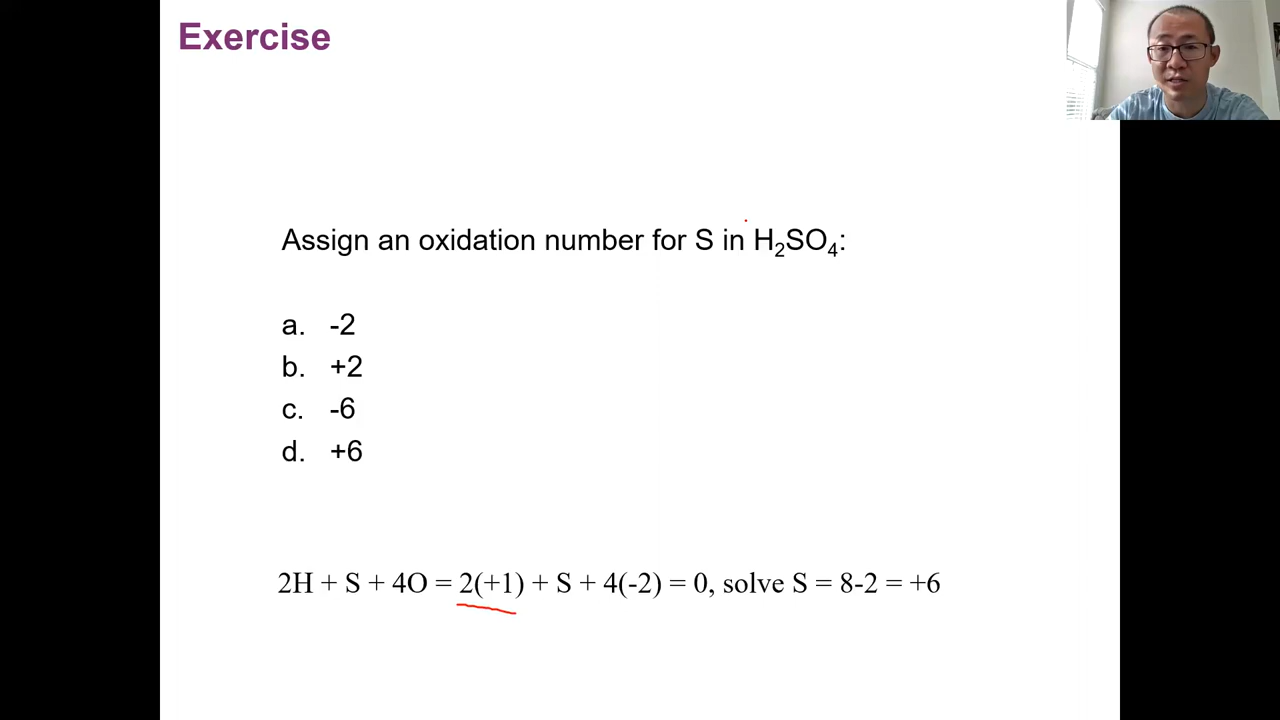 Exercise
Assign an oxidation number for S in H₂SO₄:
a. -2
b. +2
c. -6
d. +6
2H + S + 4O = 2(+1) + S + 4(-2) = 0, solve S = 8-2 = +6